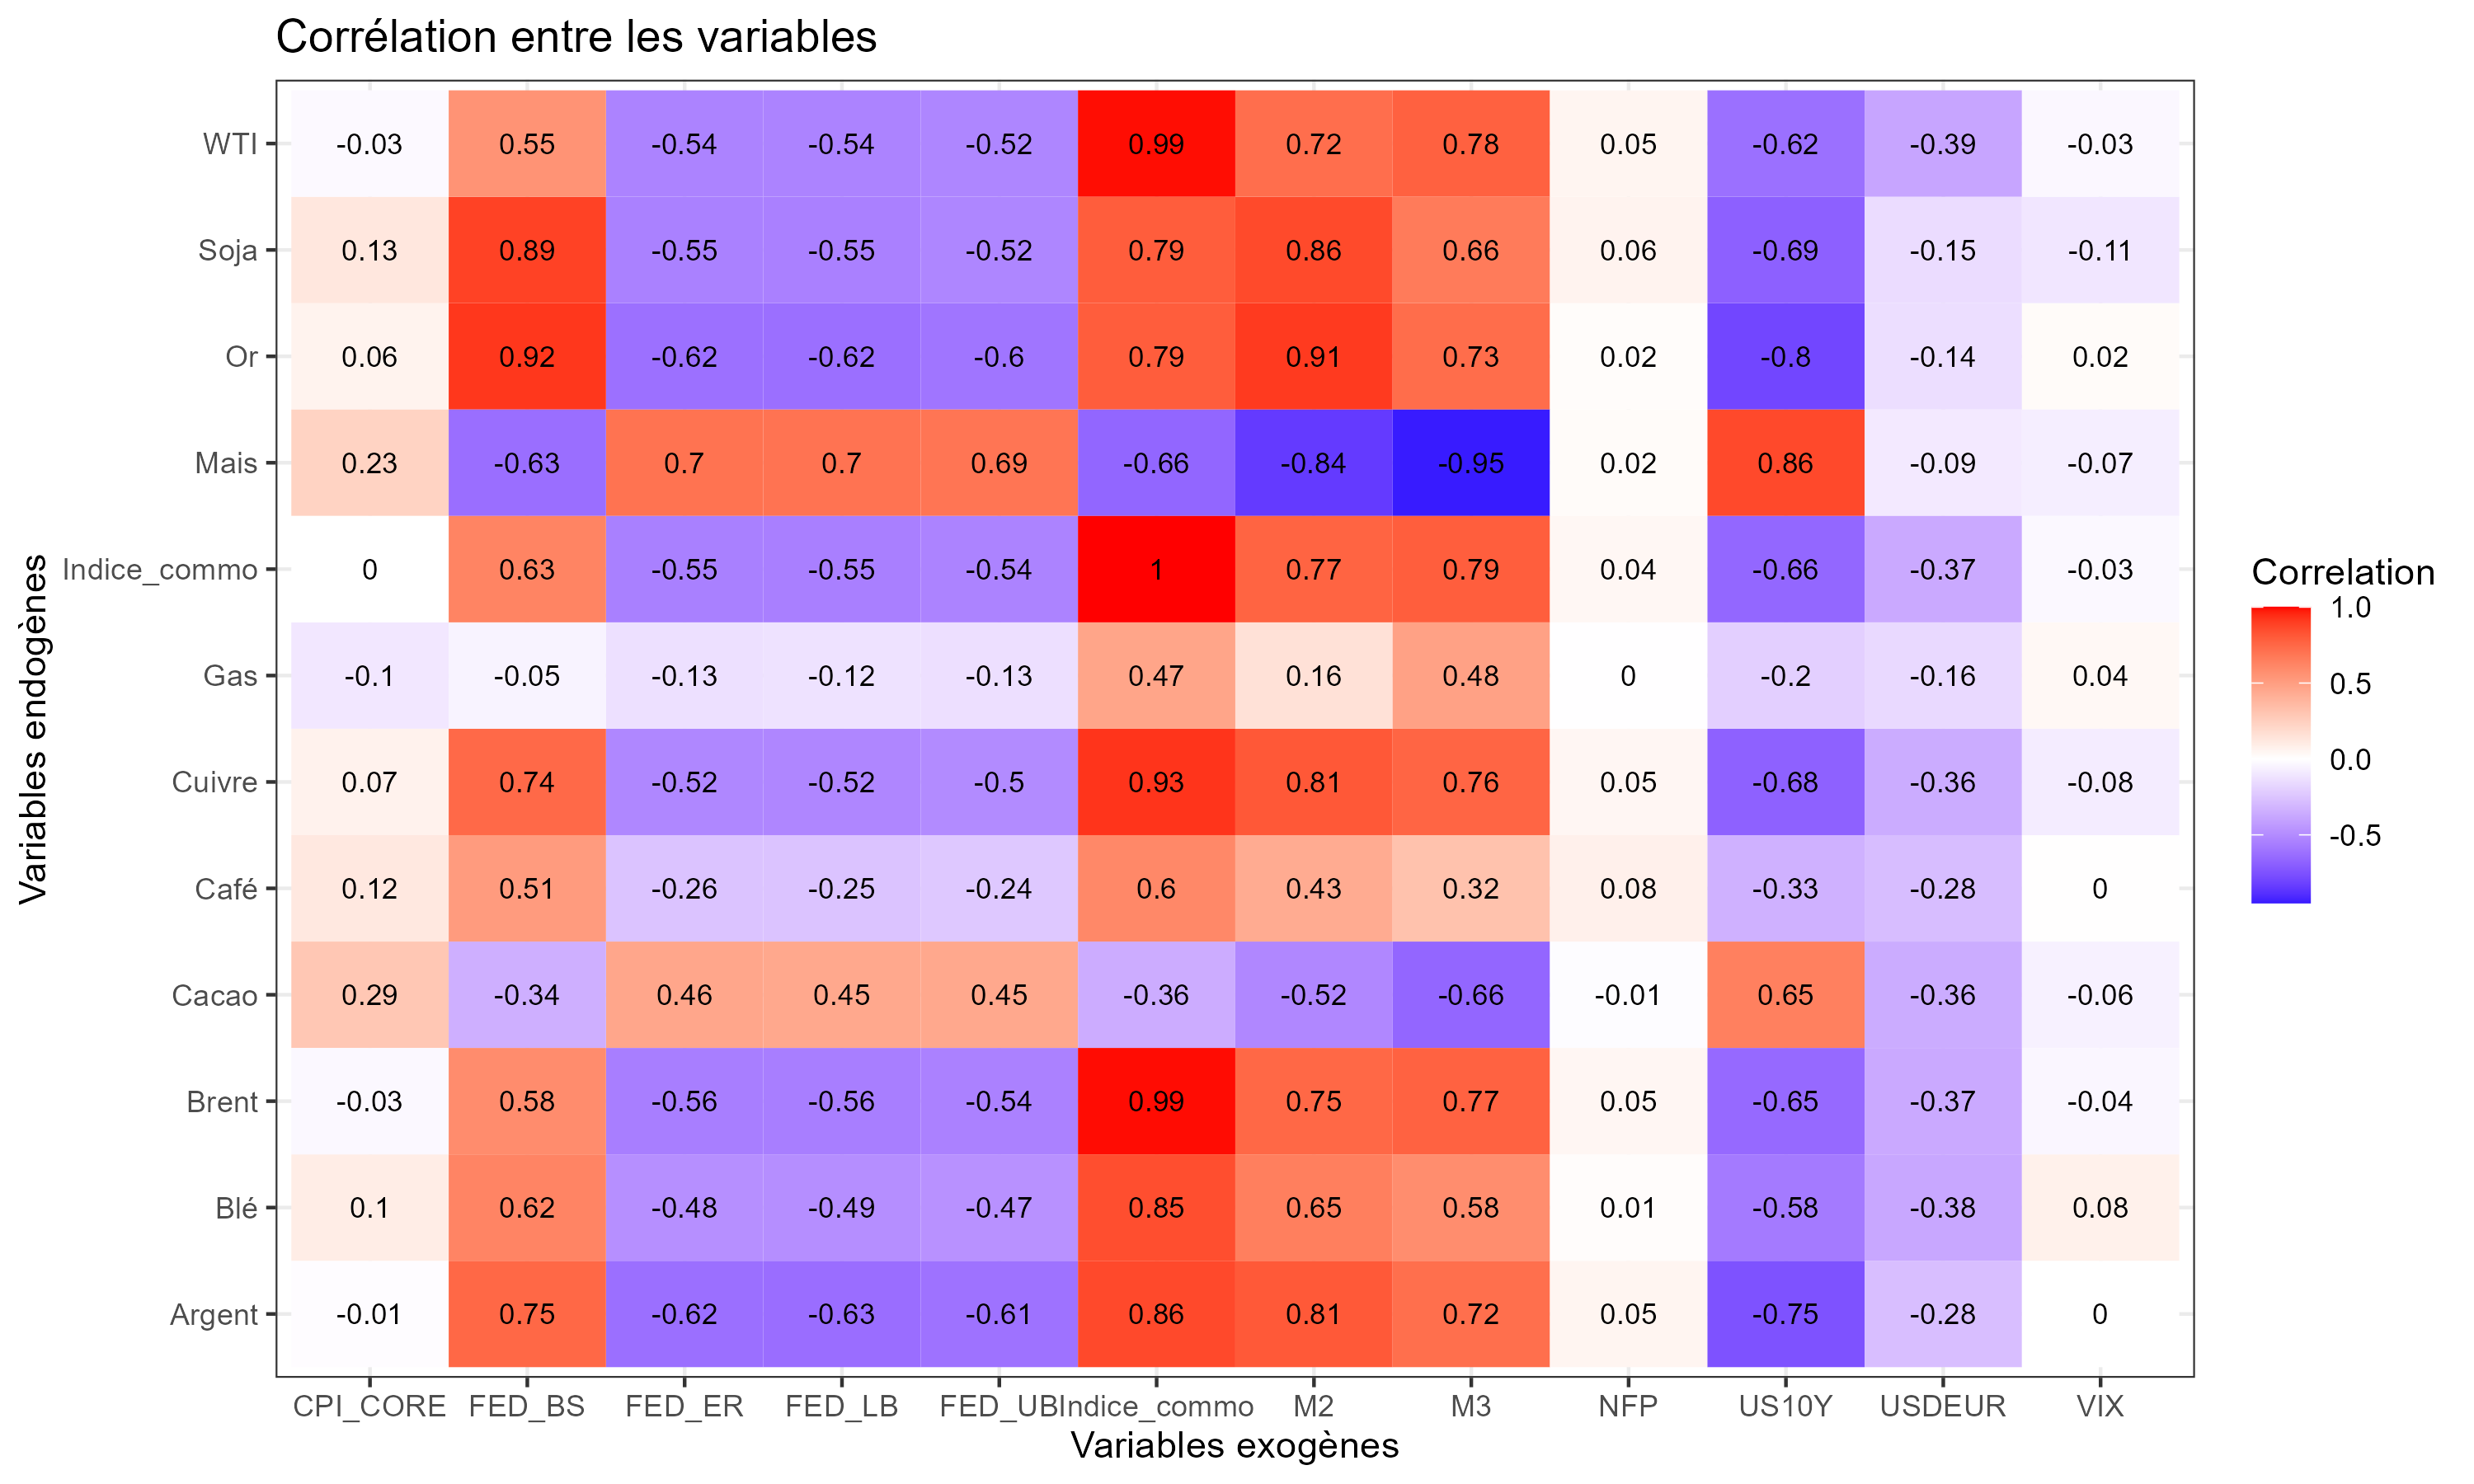 Corrélation entre les variables
WTI -0.03 0.55 -0.54 -0.54 -0.52 0.99 0.72 0.78 0.05 -0.62 -0.39 -0.03
Soja 0.13 0.89 -0.55 -0.55 -0.52 0.79 0.86 0.66 0.06 -0.69 -0.15 -0.11
Or 0.06 0.92 -0.62 -0.62 -0.6 0.79 0.91 0.73 0.02 -0.8 -0.14 0.02
Mais 0.23 -0.63 0.7 0.7 0.69 -0.66 -0.84 -0.95 0.02 0.86 -0.09 -0.07
Indice_commo 0 0.63 -0.55 -0.55 -0.54 1 0.77 0.79 0.04 -0.66 -0.37 -0.03
Gas -0.1 -0.05 -0.13 -0.12 -0.13 0.47 0.16 0.48 0 -0.2 -0.16 0.04
Cuivre 0.07 0.74 -0.52 -0.52 -0.5 0.93 0.81 0.76 0.05 -0.68 -0.36 -0.08
Café 0.12 0.51 -0.26 -0.25 -0.24 0.6 0.43 0.32 0.08 -0.33 -0.28 0
Cacao 0.29 -0.34 0.46 0.45 0.45 -0.36 -0.52 -0.66 -0.01 0.65 -0.36 -0.06
Brent -0.03 0.58 -0.56 -0.56 -0.54 0.99 0.75 0.77 0.05 -0.65 -0.37 -0.04
Blé 0.1 0.62 -0.48 -0.49 -0.47 0.85 0.65 0.58 0.01 -0.58 -0.38 0.08
Argent -0.01 0.75 -0.62 -0.63 -0.61 0.86 0.81 0.72 0.05 -0.75 -0.28 0
CPI_CORE FED_BS FED_ER FED_LB FED_UB Indice_commo M2 M3 NFP US10Y USDEUR VIX
Variables exogènes
Variables endogènes
Correlation
1.0
0.5
0.0
-0.5